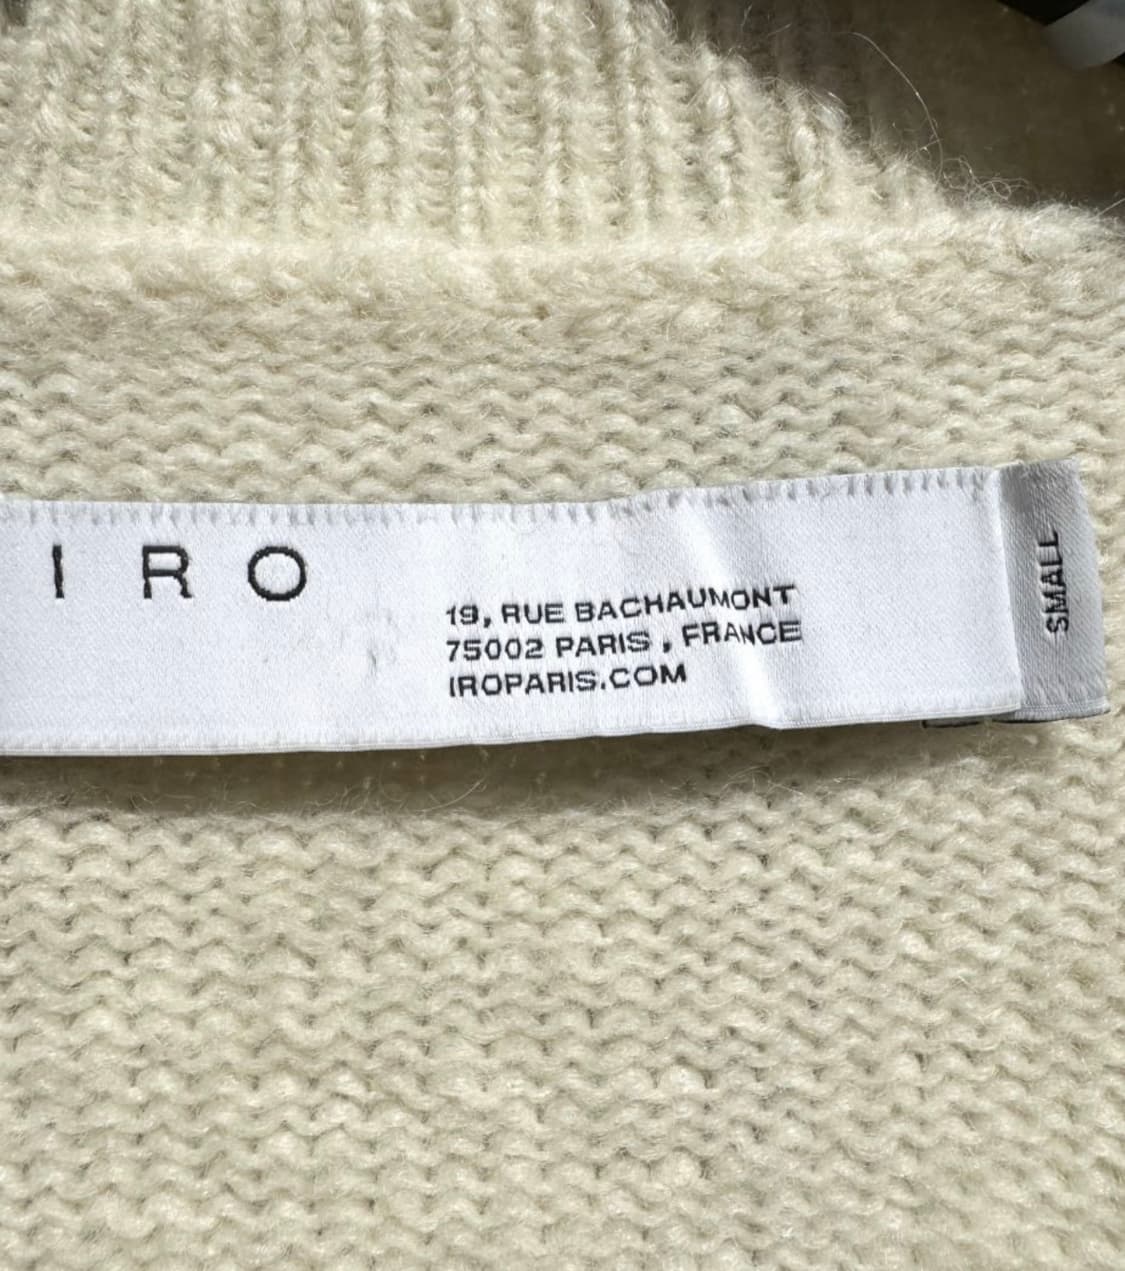 IRO
19, RUE BACHAUMONT
75002 PARIS , FRANCE
IROPARIS.COM
SMALL